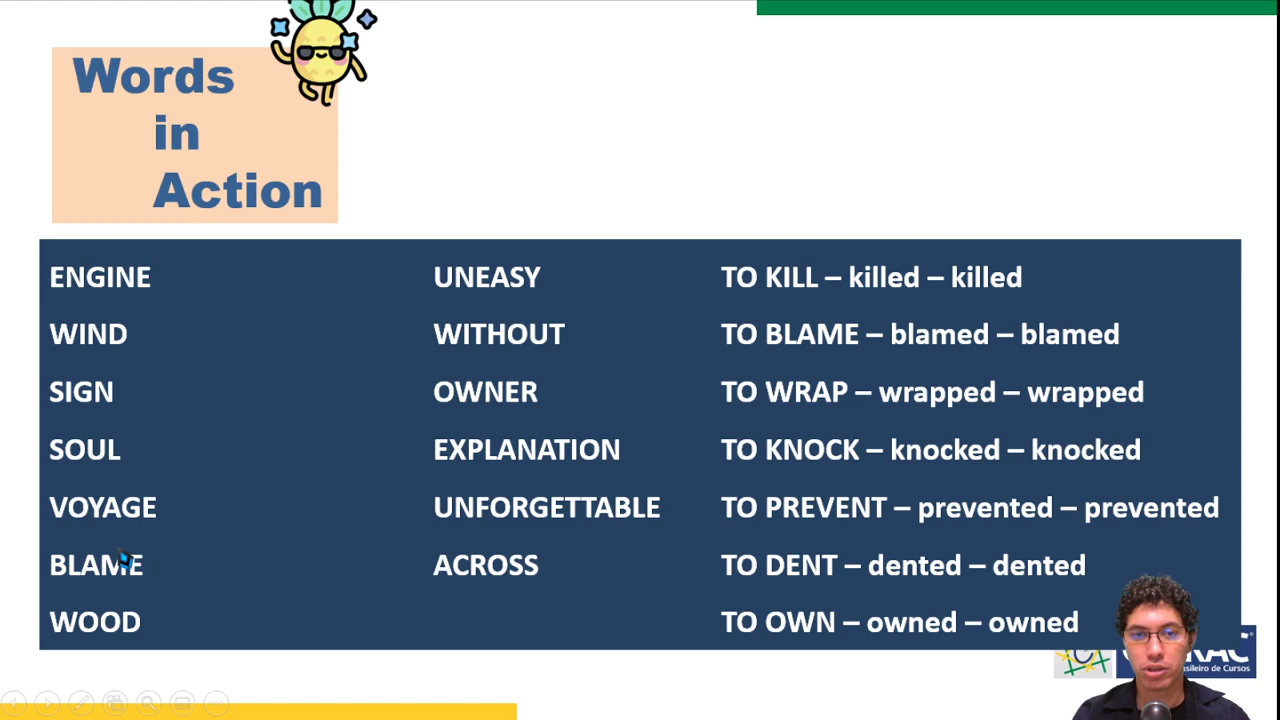 Words
in
Action
ENGINE
WIND
SIGN
SOUL
VOYAGE
BLAME
WOOD
UNEASY
WITHOUT
OWNER
EXPLANATION
UNFORGETTABLE
ACROSS
TO KILL – killed – killed
TO BLAME – blamed – blamed
TO WRAP – wrapped – wrapped
TO KNOCK – knocked – knocked
TO PREVENT – prevented – prevented
TO DENT – dented – dented
TO OWN – owned – owned
de Cursos